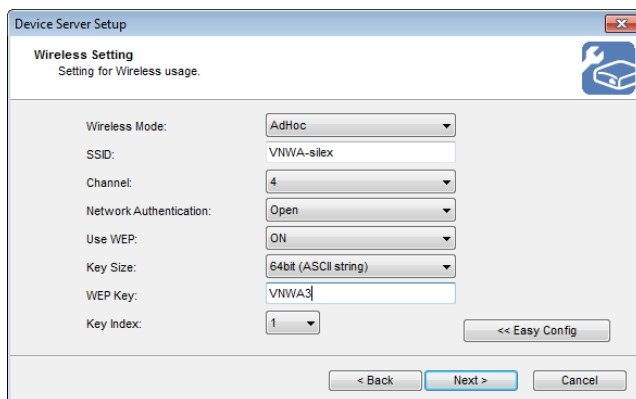 Device Server Setup
Wireless Setting
Setting for Wireless usage.
Wireless Mode: AdHoc
SSID: VNWA-silex
Channel: 4
Network Authentication: Open
Use WEP: ON
Key Size: 64bit (ASCII string)
WEP Key: VNWA3
Key Index: 1
<< Easy Config
< Back Next > Cancel